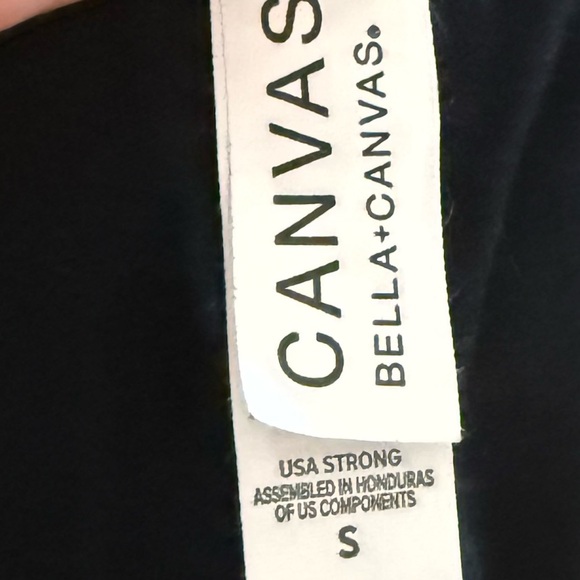 CANVAS
BELLA+CANVAS®
USA STRONG
ASSEMBLED IN HONDURAS
OF US COMPONENTS
S